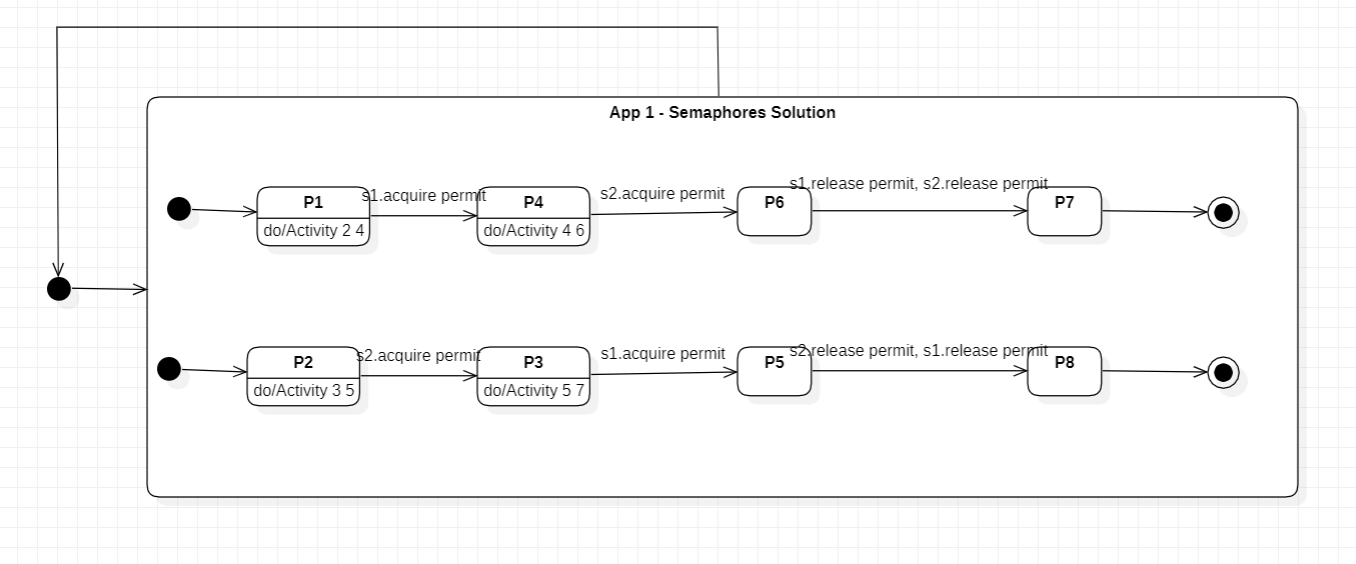 App 1 - Semaphores Solution
s1.release permit, s2.release permit
s1.acquire permit
s2.acquire permit
P1
P4
P6
P7
do/Activity 2 4
do/Activity 4 6
s2.release permit, s1.release permit
s2.acquire permit
s1.acquire permit
P2
P3
P5
P8
do/Activity 3 5
do/Activity 5 7